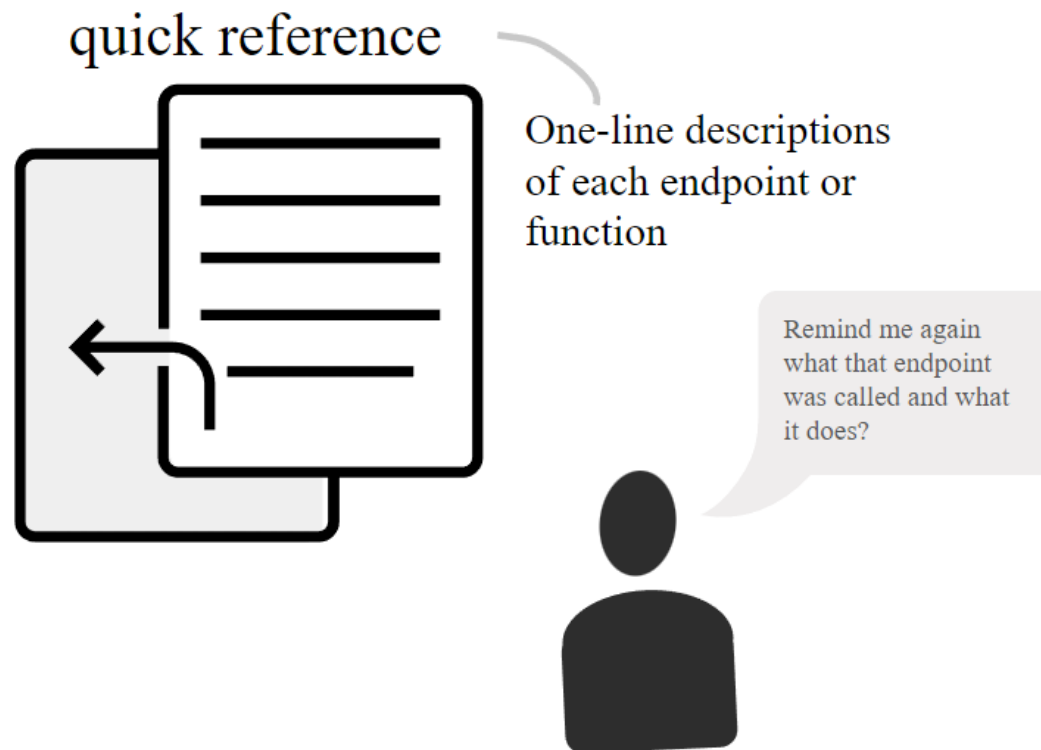 quick reference
One-line descriptions
of each endpoint or
function
Remind me again
what that endpoint
was called and what
it does?